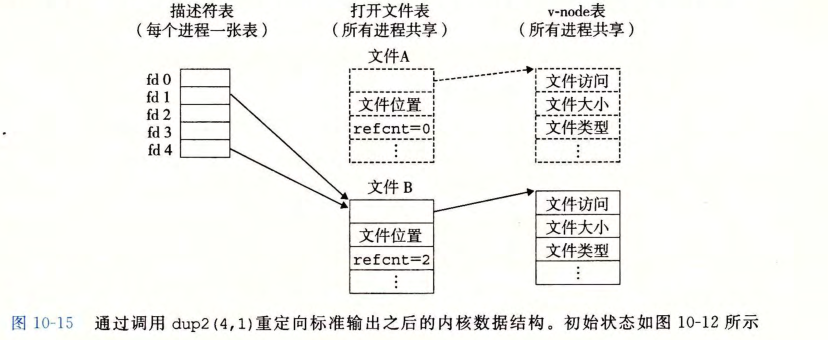 描述符表
（每个进程一张表）
打开文件表
（所有进程共享）
v-node表
（所有进程共享）
fd 0
fd 1
fd 2
fd 3
fd 4
文件A
文件位置
refcnt=0
⋮
文件访问
文件大小
文件类型
⋮
文件 B
文件位置
refcnt=2
⋮
文件访问
文件大小
文件类型
⋮
图 10-15 通过调用 dup2(4,1)重定向标准输出之后的内核数据结构。初始状态如图 10-12 所示